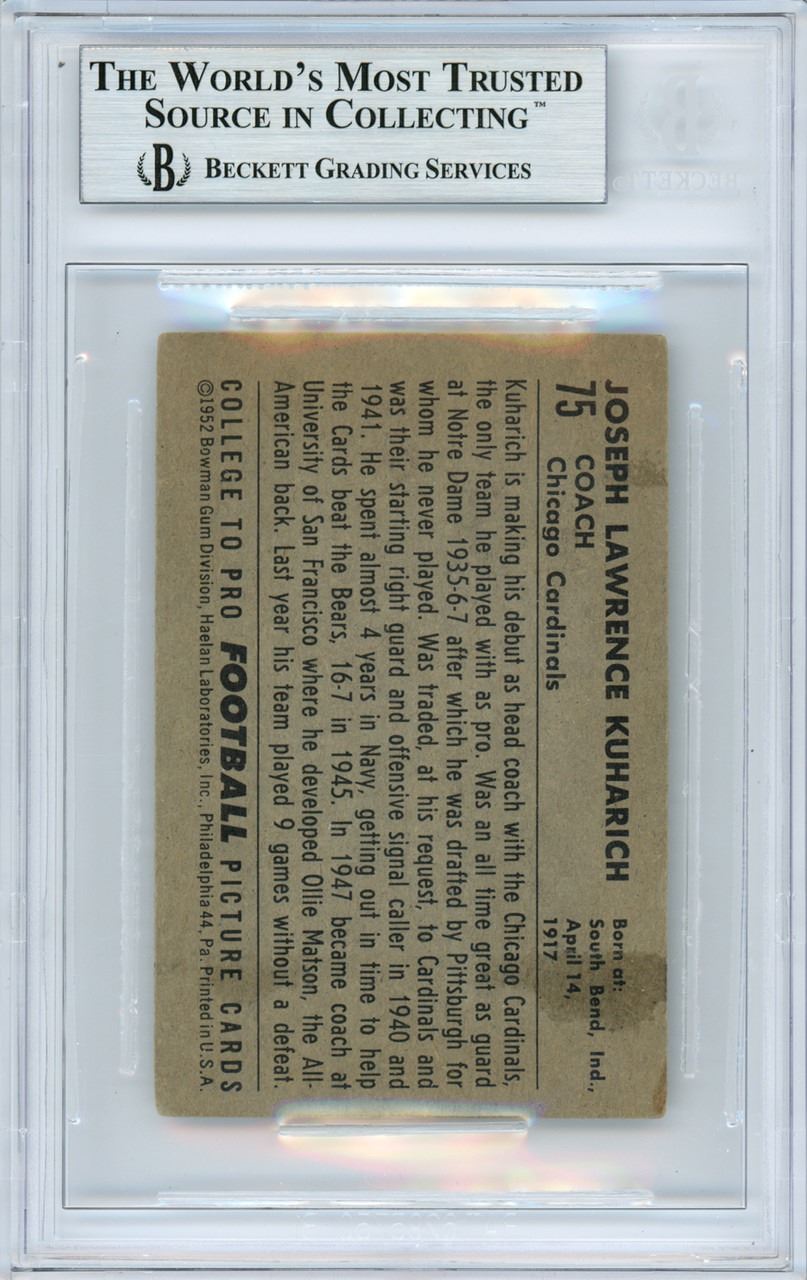 THE WORLD'S MOST TRUSTED
SOURCE IN COLLECTING™
B BECKETT GRADING SERVICES
BECKETT
JOSEPH LAWRENCE KUHARICH
75 COACH
Chicago Cardinals
Born at:
South Bend, Ind.,
April 14,
1917
Kuharich is making his debut as head coach with the Chicago Cardinals,
the only team he played with as pro. Was an all time great as guard
at Notre Dame 1935-6-7 after which he was drafted by Pittsburgh for
whom he never played. Was traded, at his request, to Cardinals and
was their starting right guard and offensive signal caller in 1940 and
1941. He spent almost 4 years in Navy, getting out in time to help
the Cards beat the Bears, 16-7 in 1945. In 1947 became coach at
University of San Francisco where he developed Ollie Matson, the All-
American back. Last year his team played 9 games without a defeat.
COLLEGE TO PRO FOOTBALL PICTURE CARDS
©1952 Bowman Gum Division, Haelan Laboratories, Inc., Philadelphia 44, Pa. Printed in U.S.A.